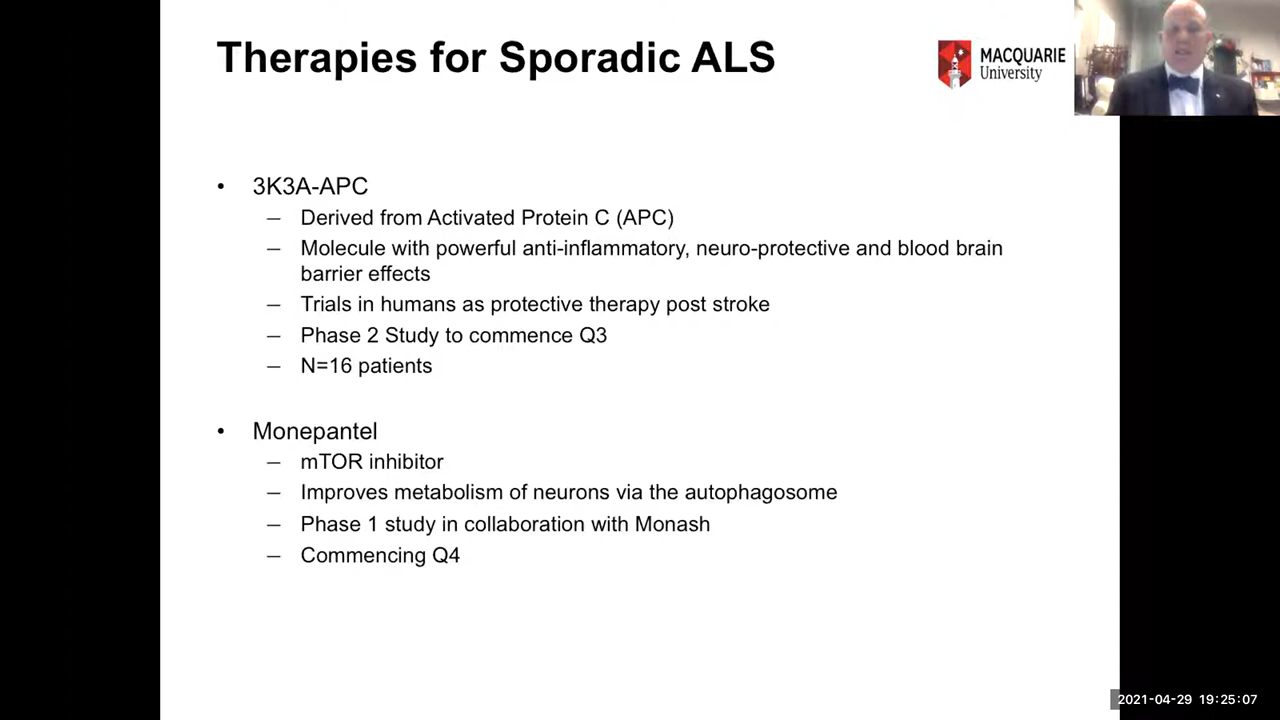 Therapies for Sporadic ALS
MACQUARIE
University
• 3K3A-APC
– Derived from Activated Protein C (APC)
– Molecule with powerful anti-inflammatory, neuro-protective and blood brain
barrier effects
– Trials in humans as protective therapy post stroke
– Phase 2 Study to commence Q3
– N=16 patients
• Monepantel
– mTOR inhibitor
– Improves metabolism of neurons via the autophagosome
– Phase 1 study in collaboration with Monash
– Commencing Q4
2021-04-29 19:25:07